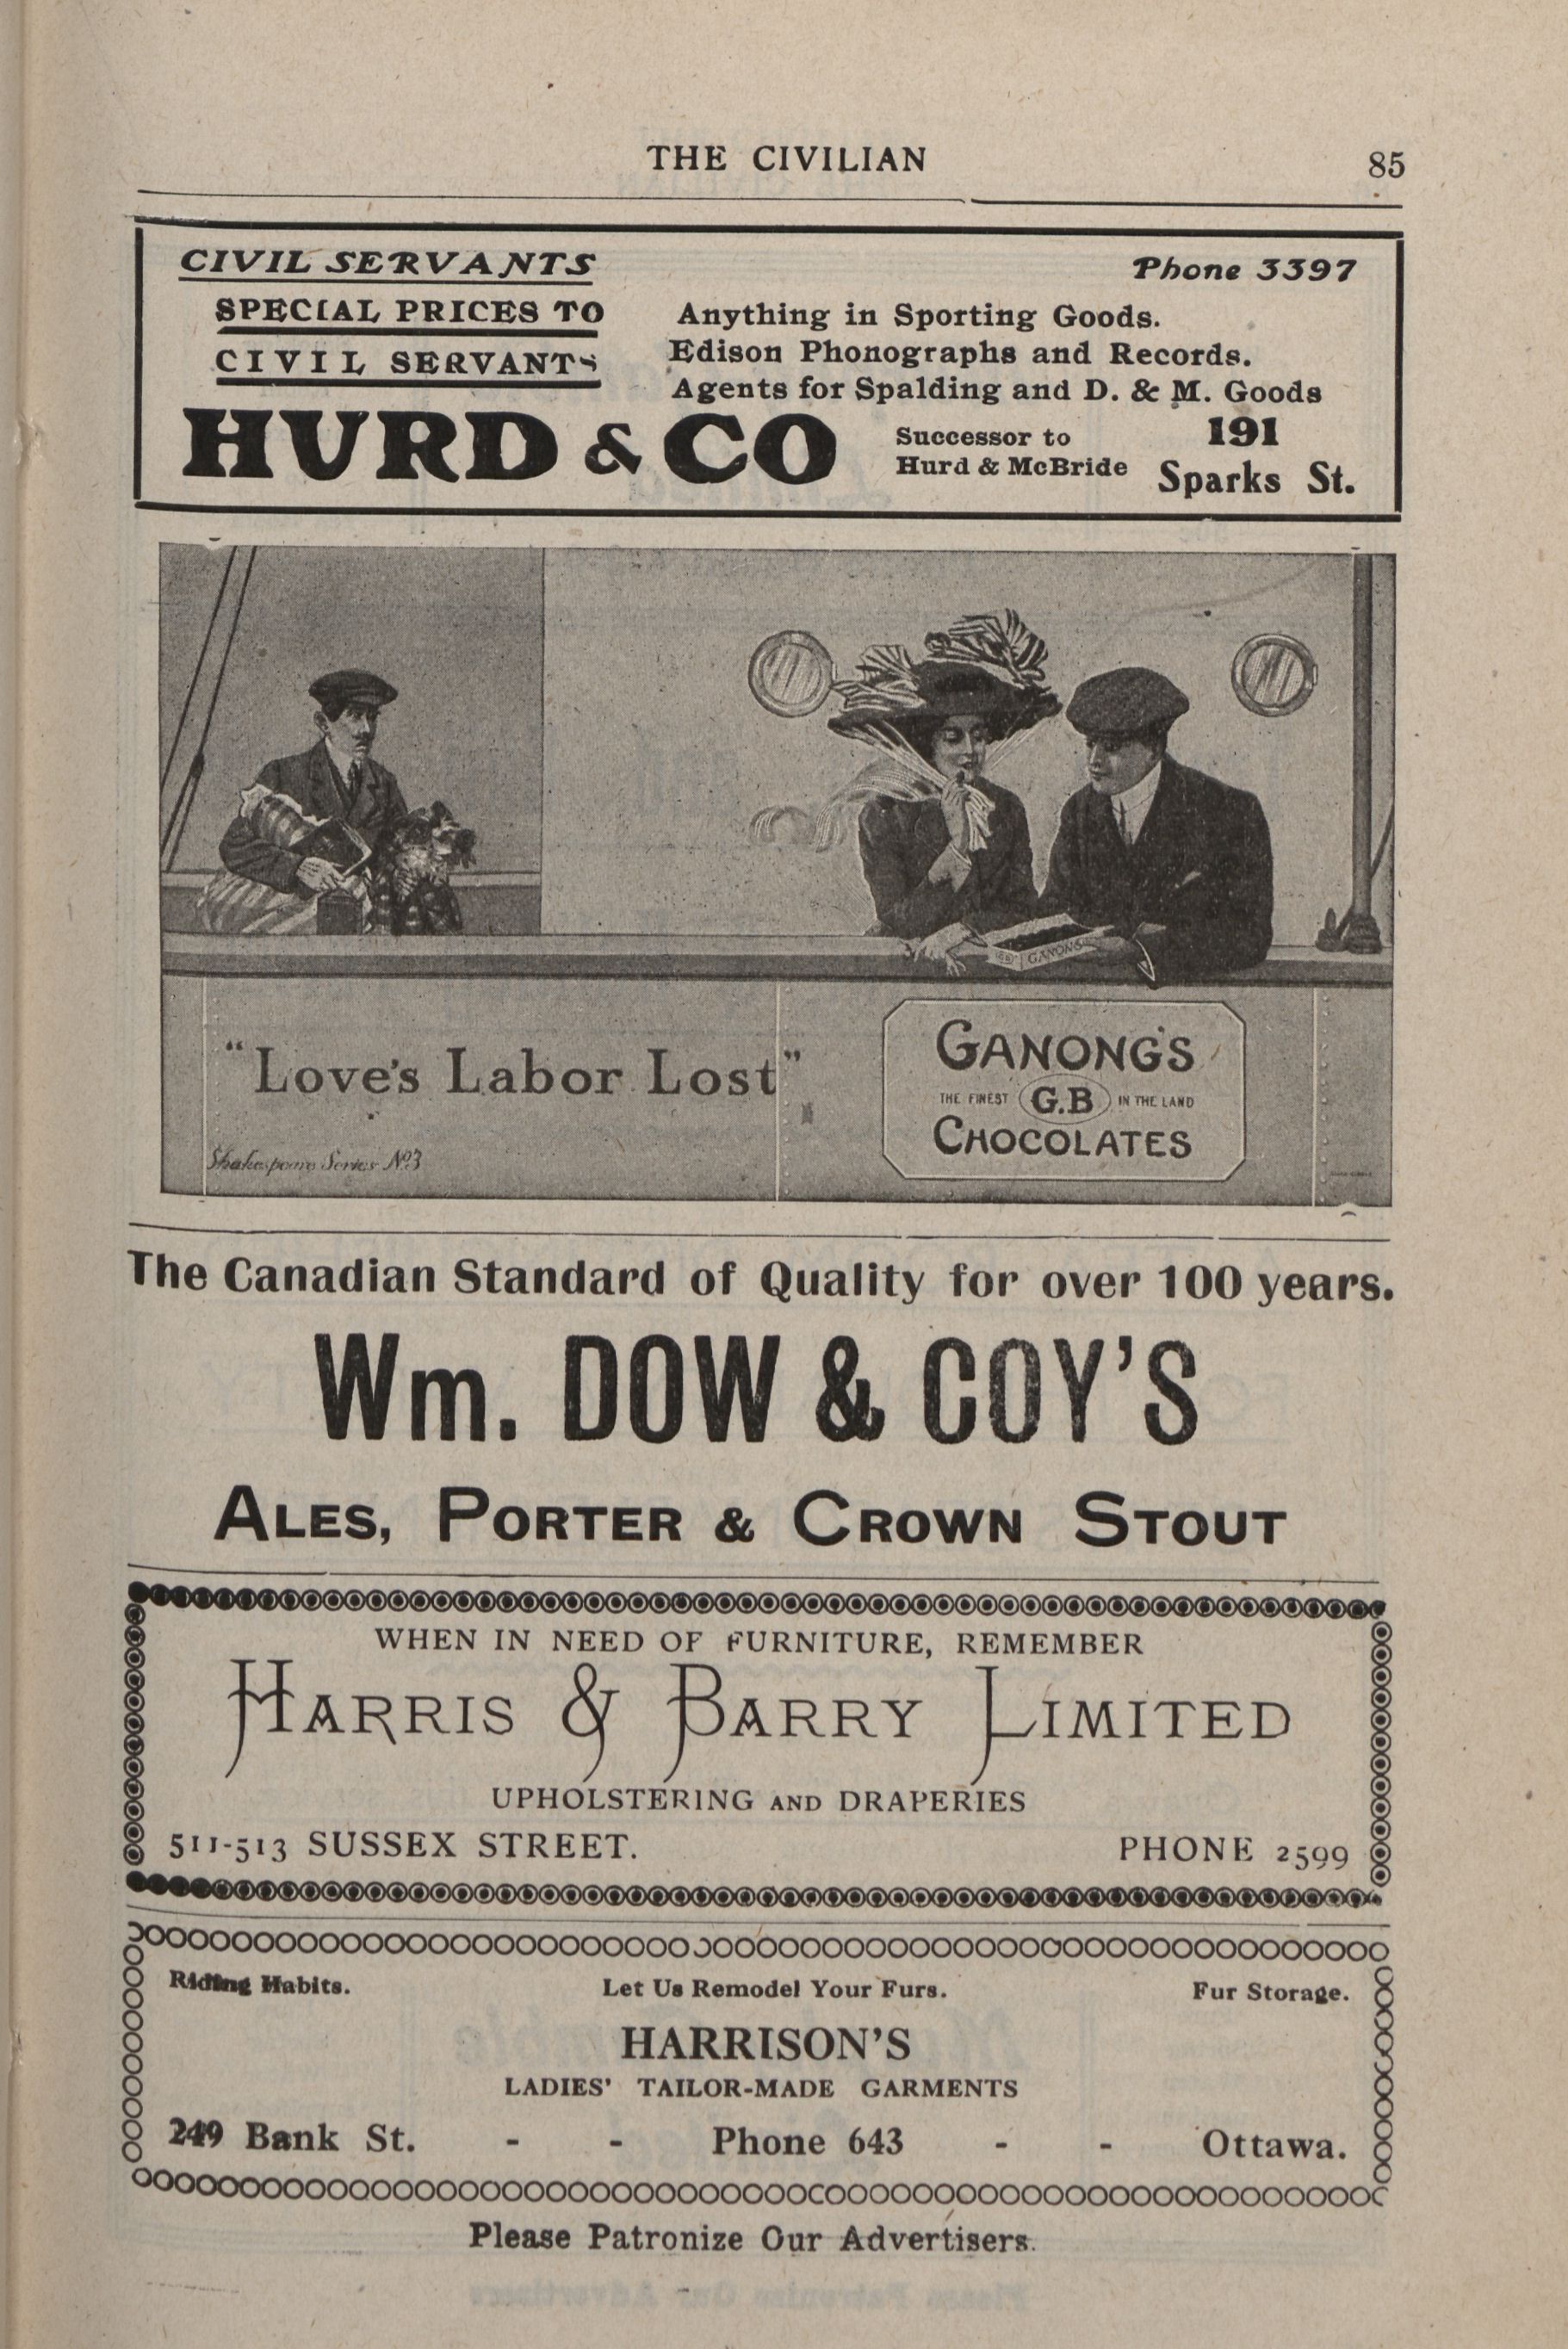 THE CIVILIAN 85
CIVIL SERVANTS
SPECIAL PRICES TO
CIVIL SERVANTS
Phone 3397
Anything in Sporting Goods.
Edison Phonographs and Records.
Agents for Spalding and D. & M. Goods
HURD & CO
Successor to
Hurd & McBride
191
Sparks St.
GB GANONG'S
"Love's Labor Lost"
Shakespeare Series No3
GANONG'S
THE FINEST G.B IN THE LAND
CHOCOLATES
The Canadian Standard of Quality for over 100 years.
Wm. DOW & COY'S
ALES, PORTER & CROWN STOUT
WHEN IN NEED OF FURNITURE, REMEMBER
HARRIS & BARRY LIMITED
UPHOLSTERING AND DRAPERIES
511-513 SUSSEX STREET. PHONE 2599
Riding Habits. Let Us Remodel Your Furs. Fur Storage.
HARRISON'S
LADIES' TAILOR-MADE GARMENTS
249 Bank St. - - Phone 643 - - Ottawa.
Please Patronize Our Advertisers.